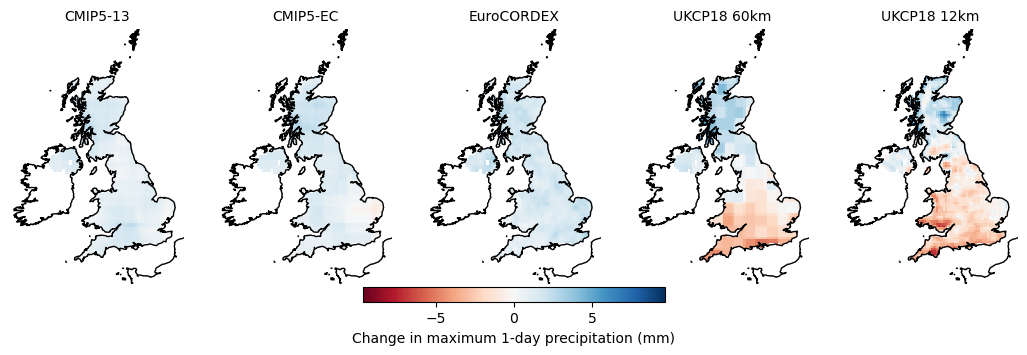 CMIP5-13 CMIP5-EC EuroCORDEX UKCP18 60km UKCP18 12km
−5 0 5
Change in maximum 1-day precipitation (mm)